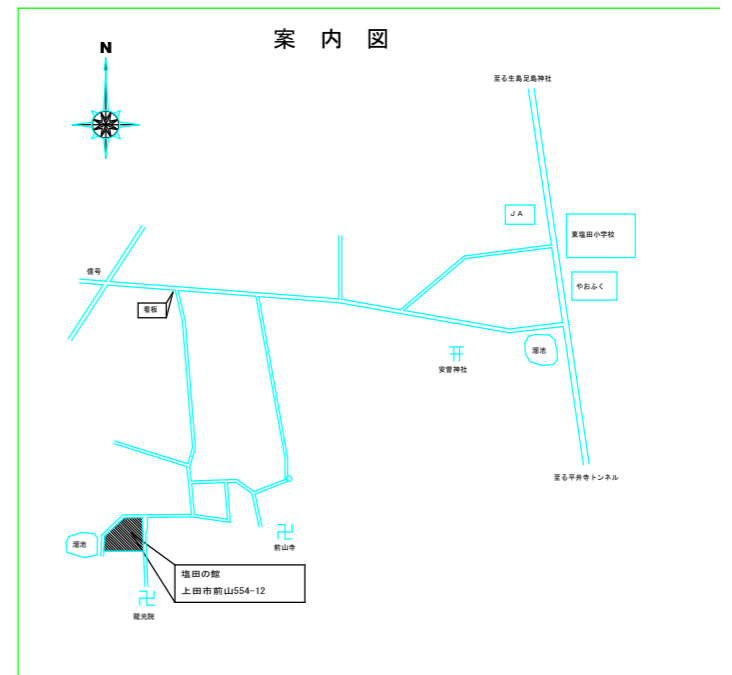 案 内 図
N
至る生島足島神社
ＪＡ
東塩田小学校
信号
やおふく
看板
溜池
安曽神社
至る平井寺トンネル
溜池
前山寺
塩田の館
上田市前山554-12
龍光院